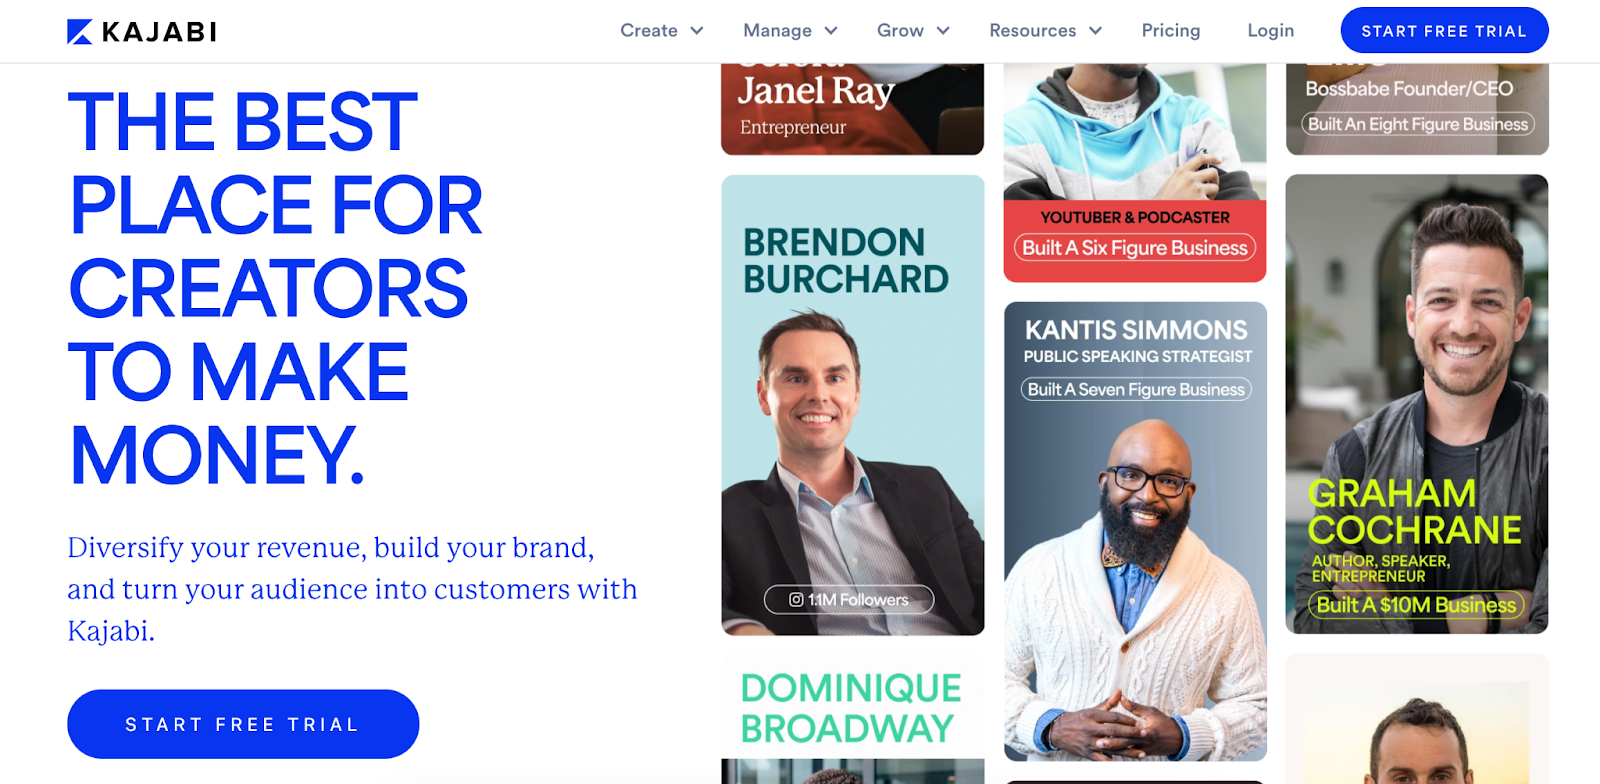 KAJABI
Create
Manage
Grow
Resources
Pricing
Login
START FREE TRIAL
THE BEST
PLACE FOR
CREATORS
TO MAKE
MONEY.
Diversify your revenue, build your brand,
and turn your audience into customers with
Kajabi.
START FREE TRIAL
Janel Ray
Entrepreneur
BRENDON
BURCHARD
1.1M Followers
DOMINIQUE
BROADWAY
YOUTUBER & PODCASTER
Built A Six Figure Business
KANTIS SIMMONS
PUBLIC SPEAKING STRATEGIST
Built A Seven Figure Business
Bossbabe Founder/CEO
Built An Eight Figure Business
GRAHAM
COCHRANE
AUTHOR, SPEAKER,
ENTREPRENEUR
Built A $10M Business